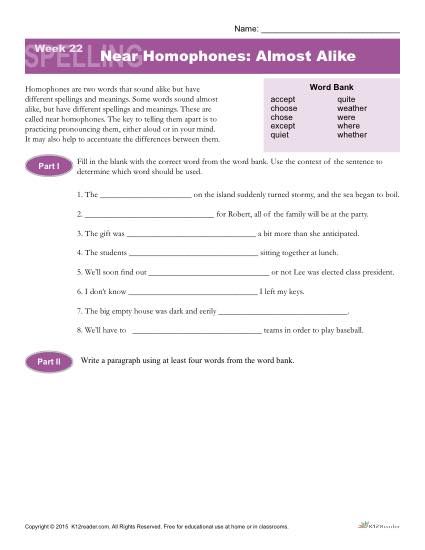 Name: ______________________________
Week 22
SPELLING
Near Homophones: Almost Alike
Homophones are two words that sound alike but have
different spellings and meanings. Some words sound almost
alike, but have different spellings and meanings. These are
called near homophones. The key to telling them apart is to
practicing pronouncing them, either aloud or in your mind.
It may also help to accentuate the differences between them.
Word Bank
accept quite
choose weather
chose were
except where
quiet whether
Part I
Fill in the blank with the correct word from the word bank. Use the context of the sentence to
determine which word should be used.
1. The ______________________ on the island suddenly turned stormy, and the sea began to boil.
2. ______________________________ for Robert, all of the family will be at the party.
3. The gift was ______________________________ a bit more than she anticipated.
4. The students ______________________________ sitting together at lunch.
5. We'll soon find out ______________________________ or not Lee was elected class president.
6. I don't know ______________________________ I left my keys.
7. The big empty house was dark and eerily ______________________________.
8. We'll have to ______________________________ teams in order to play baseball.
Part II
Write a paragraph using at least four words from the word bank.
Copyright © 2015 K12reader.com. All Rights Reserved. Free for educational use at home or in classrooms.
K12Reader